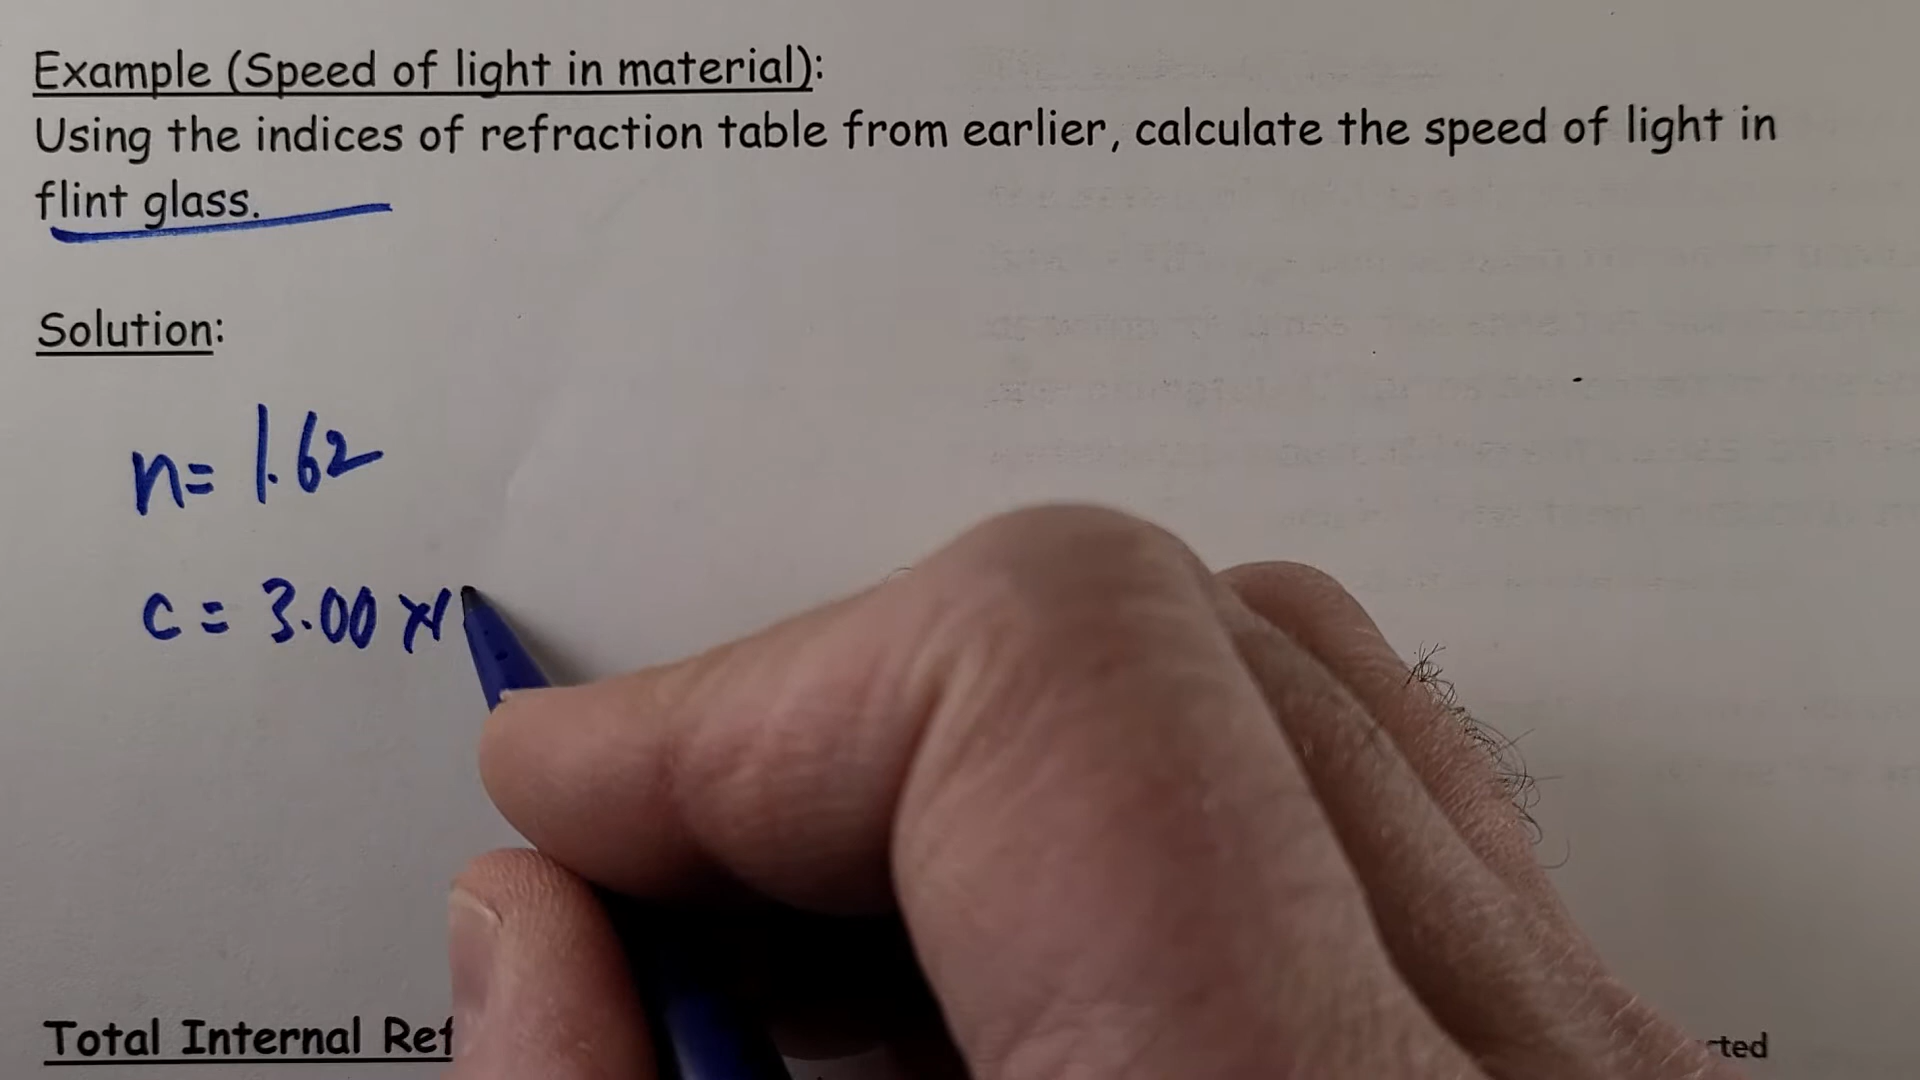 Example (Speed of light in material):
Using the indices of refraction table from earlier, calculate the speed of light in
flint glass.
Solution:
n = 1.62
c = 3.00 x1
Total Internal Ref